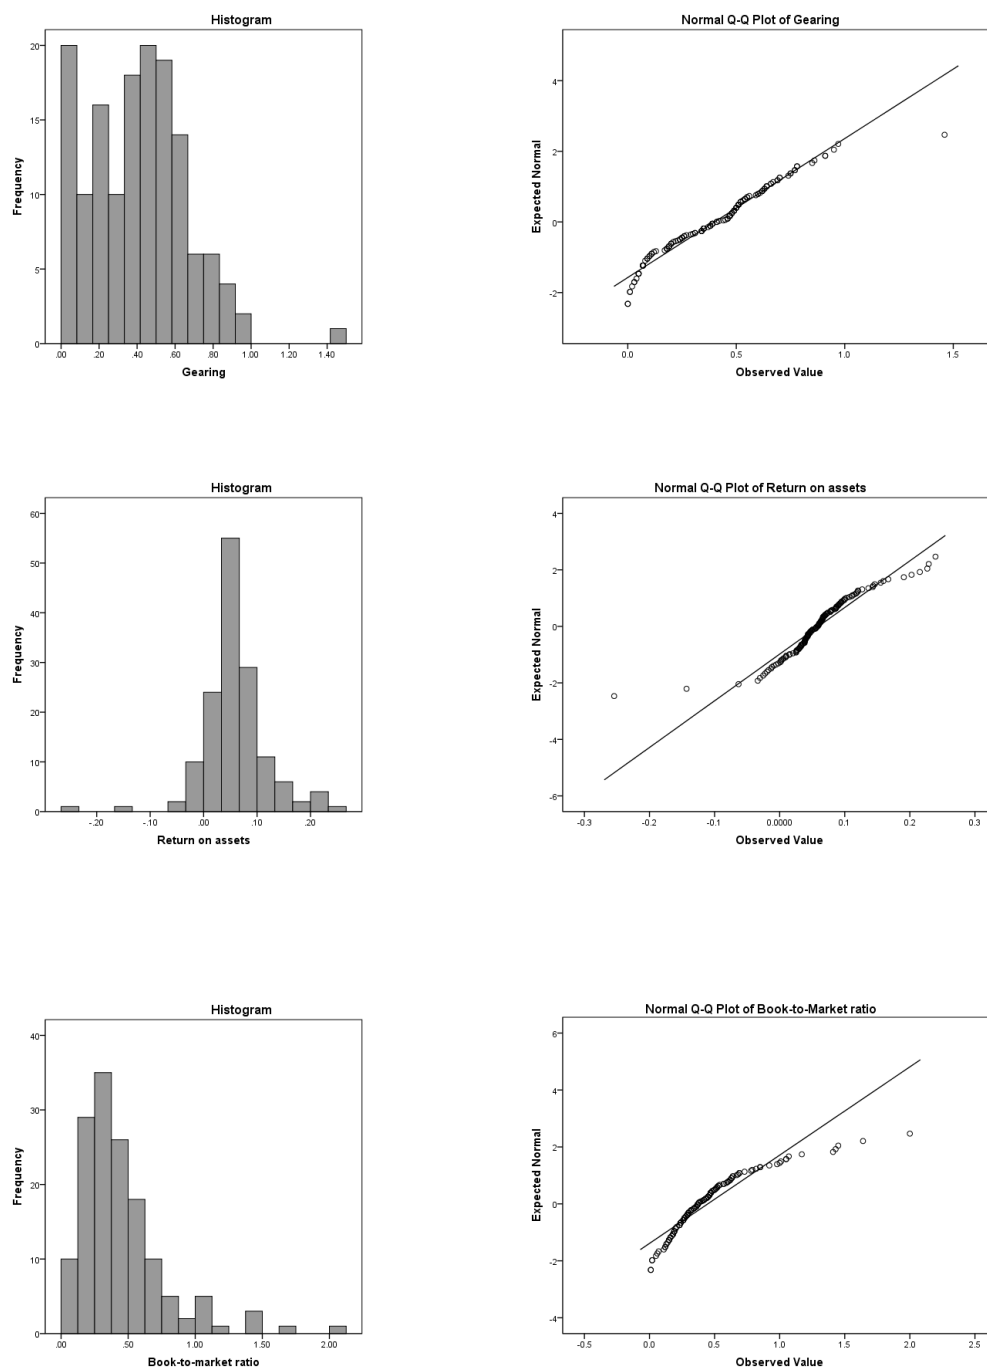 Histogram
Normal Q-Q Plot of Gearing
20
15
10
5
0
Frequency
.00 .20 .40 .60 .80 1.00 1.20 1.40
Gearing
4
2
0
-2
Expected Normal
0.0 0.5 1.0 1.5
Observed Value
Histogram
Normal Q-Q Plot of Return on assets
60
50
40
30
20
10
0
Frequency
-.20 -.10 .00 .10 .20
Return on assets
4
2
0
-2
-4
-6
Expected Normal
-0.3 -0.2 -0.1 0.0000 0.1 0.2 0.3
Observed Value
Histogram
Normal Q-Q Plot of Book-to-Market ratio
40
30
20
10
0
Frequency
.00 .50 1.00 1.50 2.00
Book-to-market ratio
6
4
2
0
-2
-4
Expected Normal
0.0 0.5 1.0 1.5 2.0 2.5
Observed Value